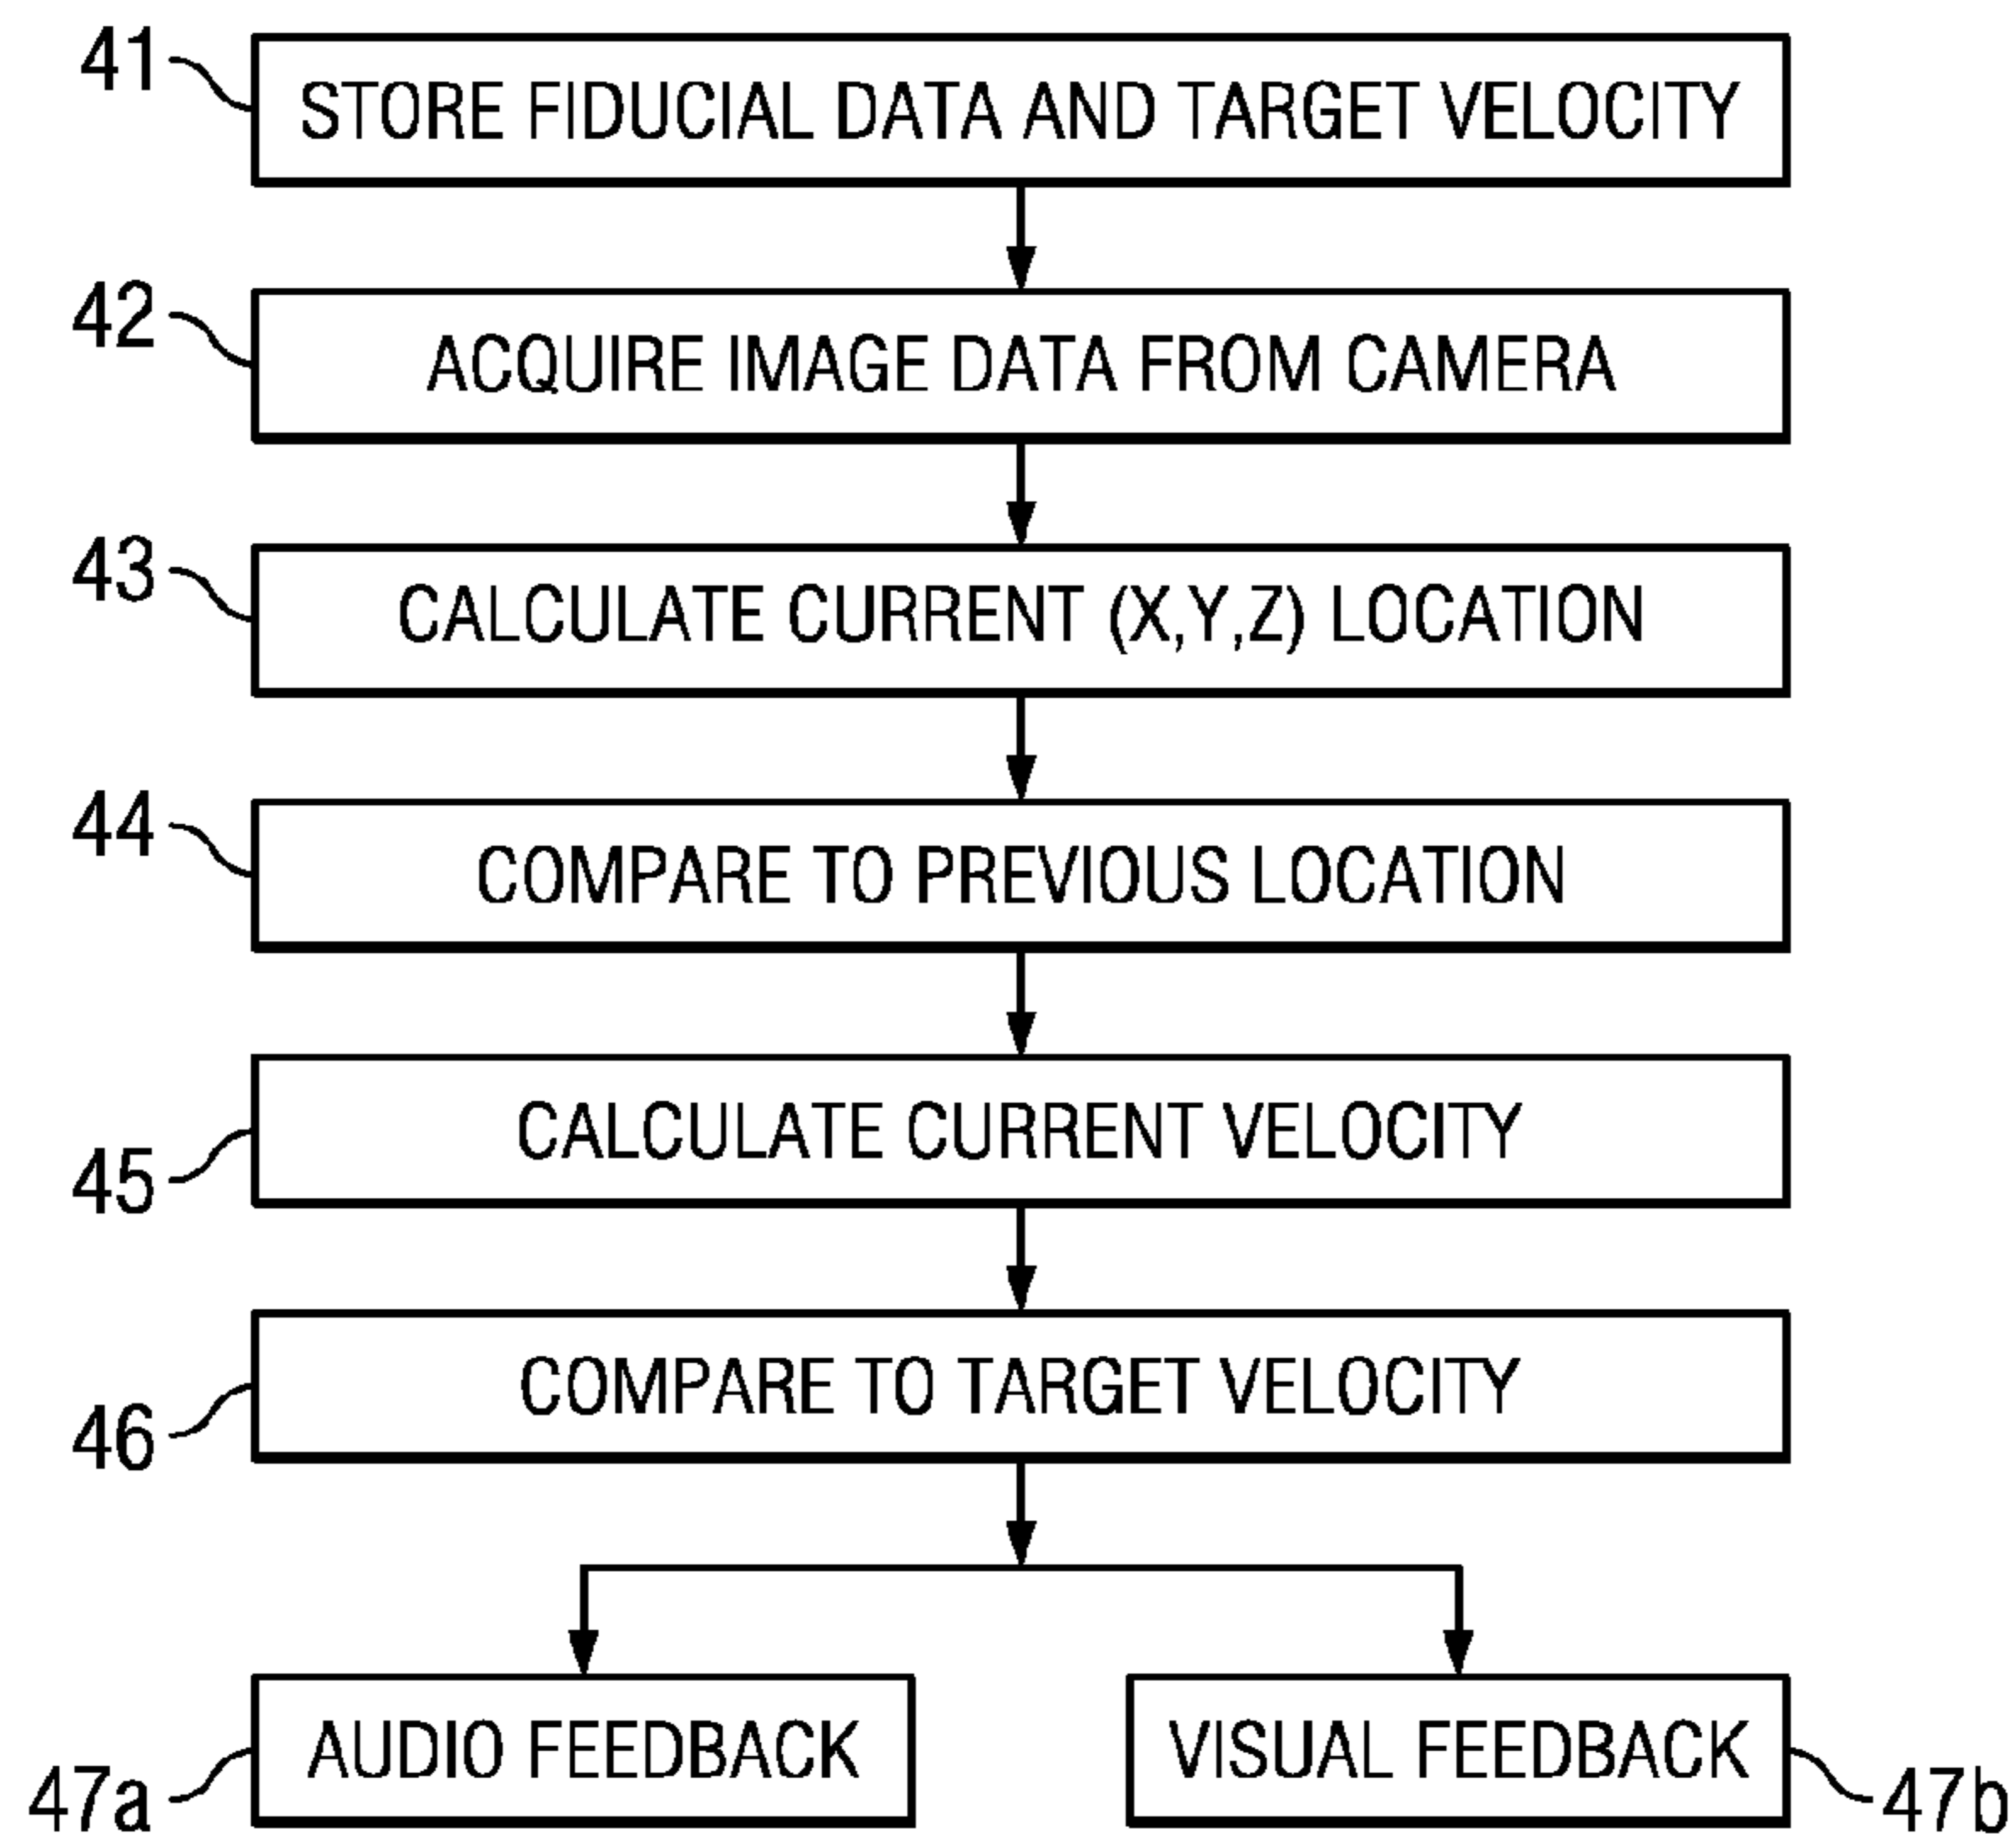 41
STORE FIDUCIAL DATA AND TARGET VELOCITY
42
ACQUIRE IMAGE DATA FROM CAMERA
43
CALCULATE CURRENT (X,Y,Z) LOCATION
44
COMPARE TO PREVIOUS LOCATION
45
CALCULATE CURRENT VELOCITY
46
COMPARE TO TARGET VELOCITY
47a
AUDIO FEEDBACK
VISUAL FEEDBACK
47b